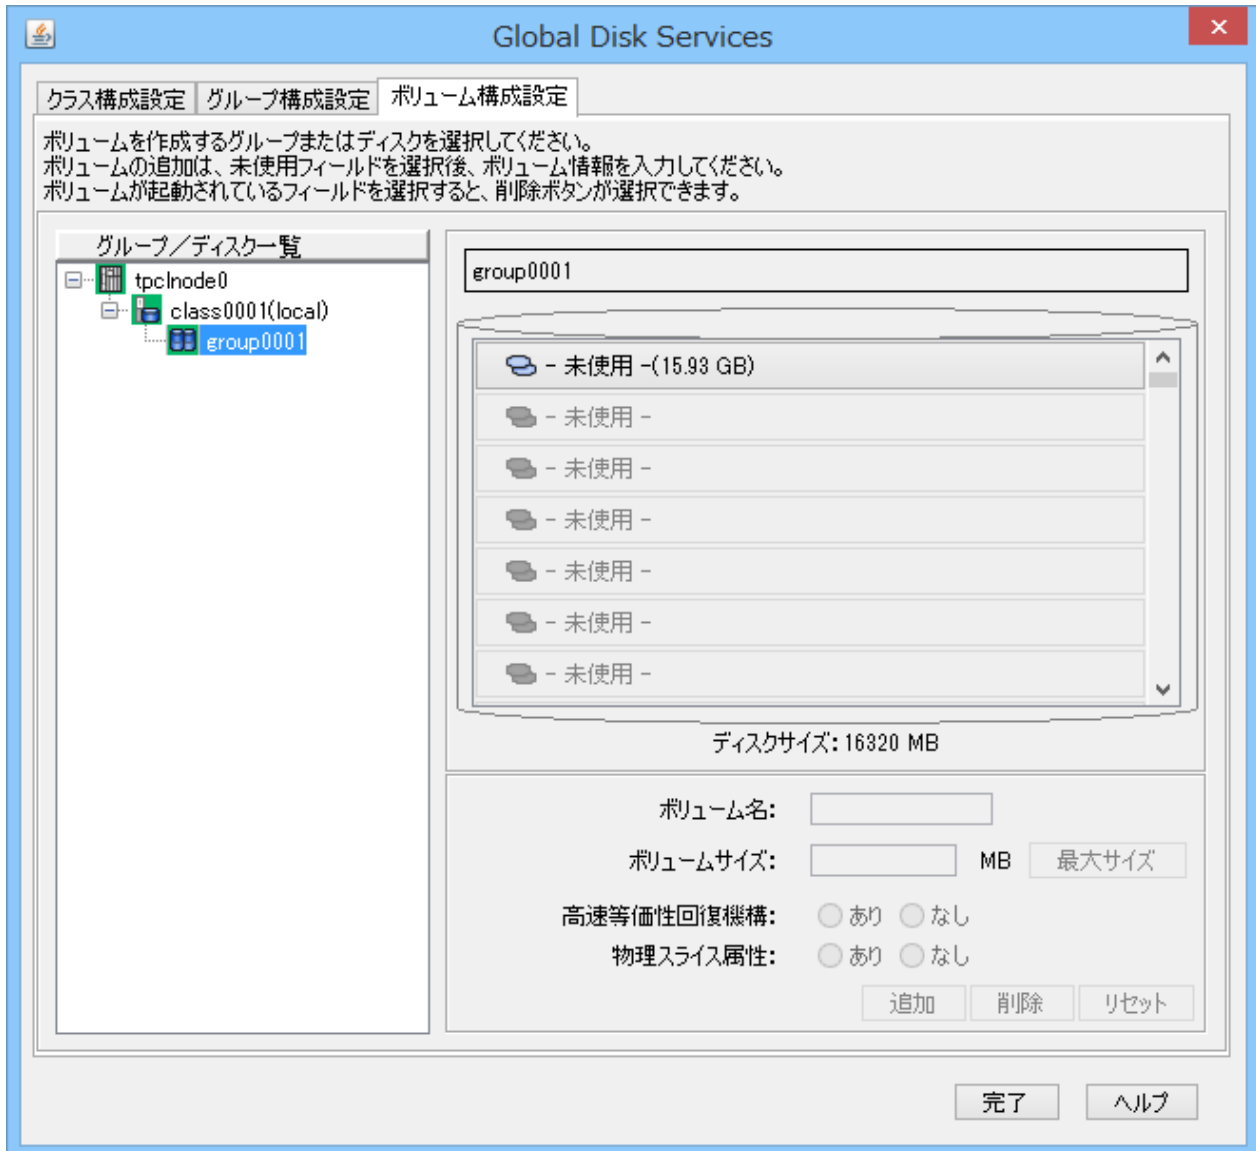 Global Disk Services
クラス構成設定 グループ構成設定 ボリューム構成設定
ボリュームを作成するグループまたはディスクを選択してください。
ボリュームの追加は、未使用フィールドを選択後、ボリューム情報を入力してください。
ボリュームが起動されているフィールドを選択すると、削除ボタンが選択できます。
グループ／ディスク一覧
tpclnode0
class0001(local)
group0001
group0001
- 未使用 -(15.93 GB)
- 未使用 -
- 未使用 -
- 未使用 -
- 未使用 -
- 未使用 -
- 未使用 -
ディスクサイズ: 16320 MB
ボリューム名:
ボリュームサイズ: MB 最大サイズ
高速等価性回復機構: あり なし
物理スライス属性: あり なし
追加 削除 リセット
完了 ヘルプ